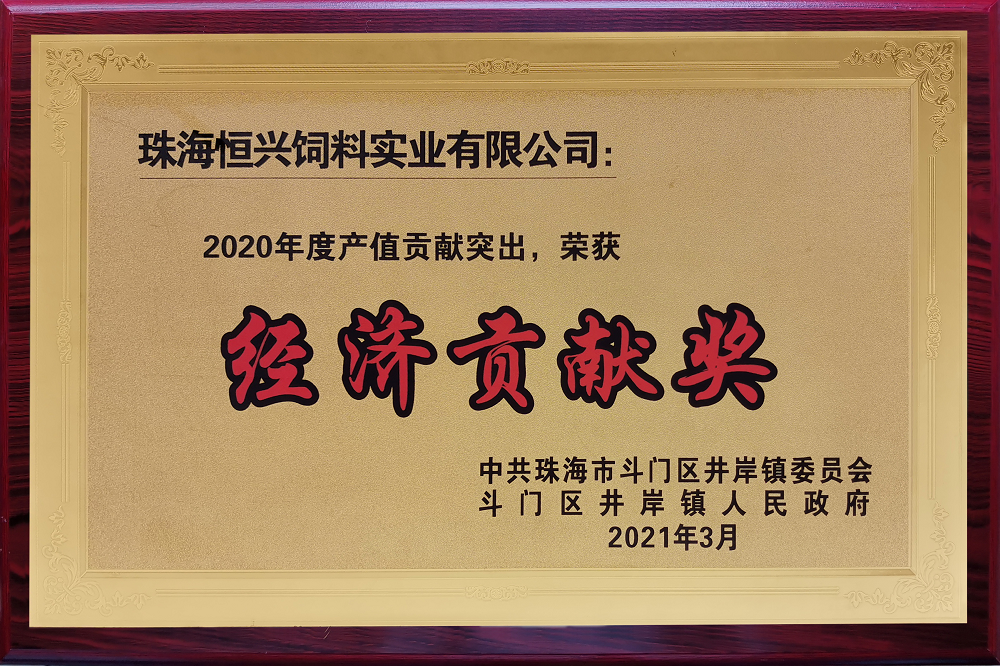 珠海恒兴饲料实业有限公司：
2020年度产值贡献突出，荣获
经济贡献奖
中共珠海市斗门区井岸镇委员会
斗门区井岸镇人民政府
2021年3月